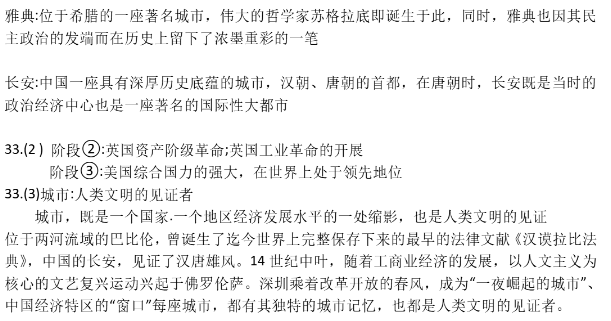 雅典:位于希腊的一座著名城市，伟大的哲学家苏格拉底即诞生于此，同时，雅典也因其民
主政治的发端而在历史上留下了浓墨重彩的一笔
长安:中国一座具有深厚历史底蕴的城市，汉朝、唐朝的首都，在唐朝时，长安既是当时的
政治经济中心也是一座著名的国际性大都市
33.(2 ) 阶段②:英国资产阶级革命;英国工业革命的开展
阶段③:美国综合国力的强大，在世界上处于领先地位
33.(3)城市:人类文明的见证者
城市，既是一个国家.一个地区经济发展水平的一处缩影，也是人类文明的见证
位于两河流域的巴比伦，曾诞生了迄今世界上完整保存下来的最早的法律文献《汉谟拉比法
典》，中国的长安，见证了汉唐雄风。14 世纪中叶，随着工商业经济的发展，以人文主义为
核心的文艺复兴运动兴起于佛罗伦萨。深圳乘着改革开放的春风，成为“一夜崛起的城市”、
中国经济特区的“窗口”每座城市，都有其独特的城市记忆，也都是人类文明的见证者。